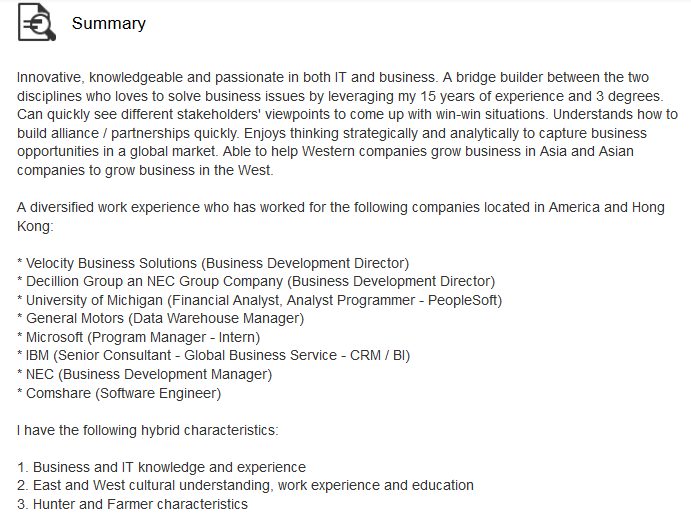 Summary
Innovative, knowledgeable and passionate in both IT and business. A bridge builder between the two
disciplines who loves to solve business issues by leveraging my 15 years of experience and 3 degrees.
Can quickly see different stakeholders' viewpoints to come up with win-win situations. Understands how to
build alliance / partnerships quickly. Enjoys thinking strategically and analytically to capture business
opportunities in a global market. Able to help Western companies grow business in Asia and Asian
companies to grow business in the West.
A diversified work experience who has worked for the following companies located in America and Hong
Kong:
* Velocity Business Solutions (Business Development Director)
* Decillion Group an NEC Group Company (Business Development Director)
* University of Michigan (Financial Analyst, Analyst Programmer - PeopleSoft)
* General Motors (Data Warehouse Manager)
* Microsoft (Program Manager - Intern)
* IBM (Senior Consultant - Global Business Service - CRM / BI)
* NEC (Business Development Manager)
* Comshare (Software Engineer)
I have the following hybrid characteristics:
1. Business and IT knowledge and experience
2. East and West cultural understanding, work experience and education
3. Hunter and Farmer characteristics